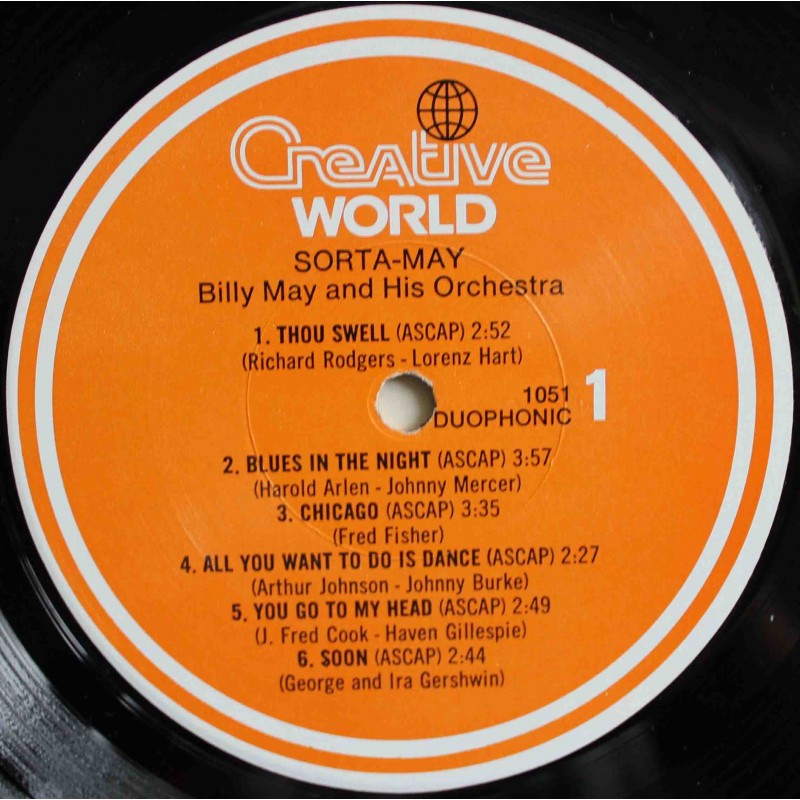 Creative
WORLD
SORTA-MAY
Billy May and His Orchestra
1. THOU SWELL (ASCAP) 2:52
(Richard Rodgers - Lorenz Hart)
1051
DUOPHONIC
1
2. BLUES IN THE NIGHT (ASCAP) 3:57
(Harold Arlen - Johnny Mercer)
3. CHICAGO (ASCAP) 3:35
(Fred Fisher)
4. ALL YOU WANT TO DO IS DANCE (ASCAP) 2:27
(Arthur Johnson - Johnny Burke)
5. YOU GO TO MY HEAD (ASCAP) 2:49
(J. Fred Cook - Haven Gillespie)
6. SOON (ASCAP) 2:44
(George and Ira Gershwin)